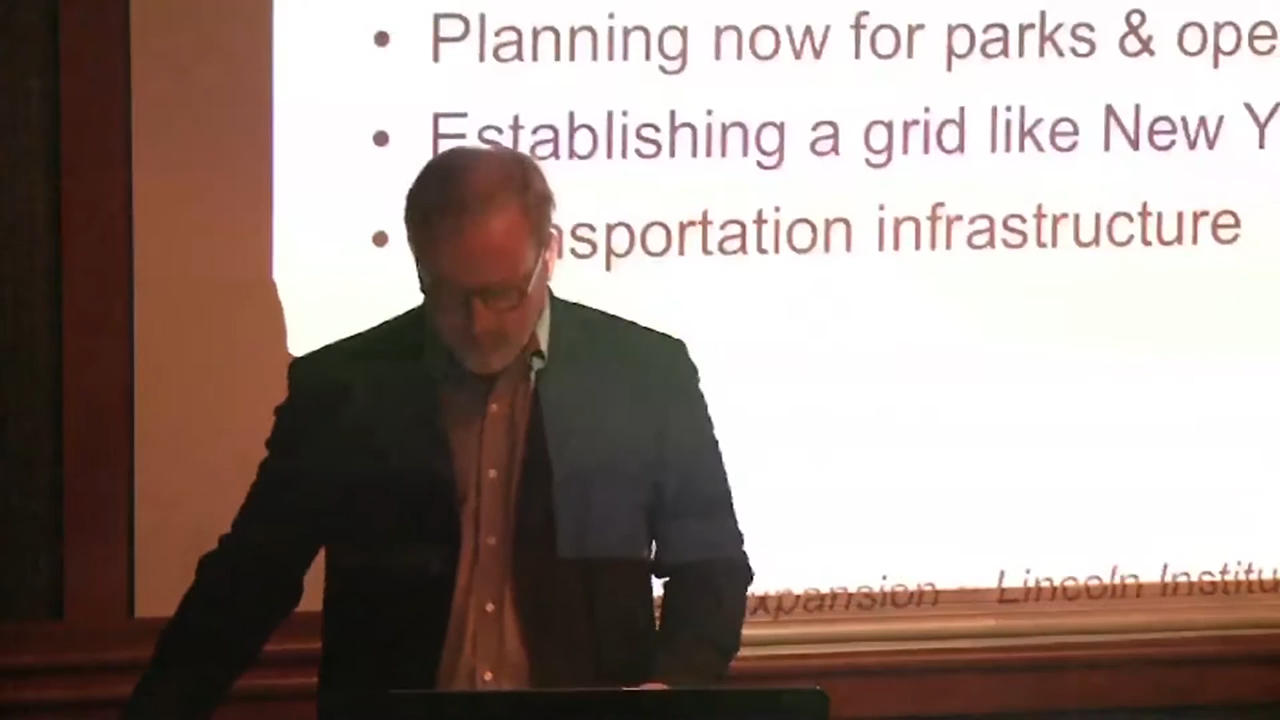 • Planning now for parks & ope
• Establishing a grid like New Y
• nsportation infrastructure
xpansion – Lincoln Institu